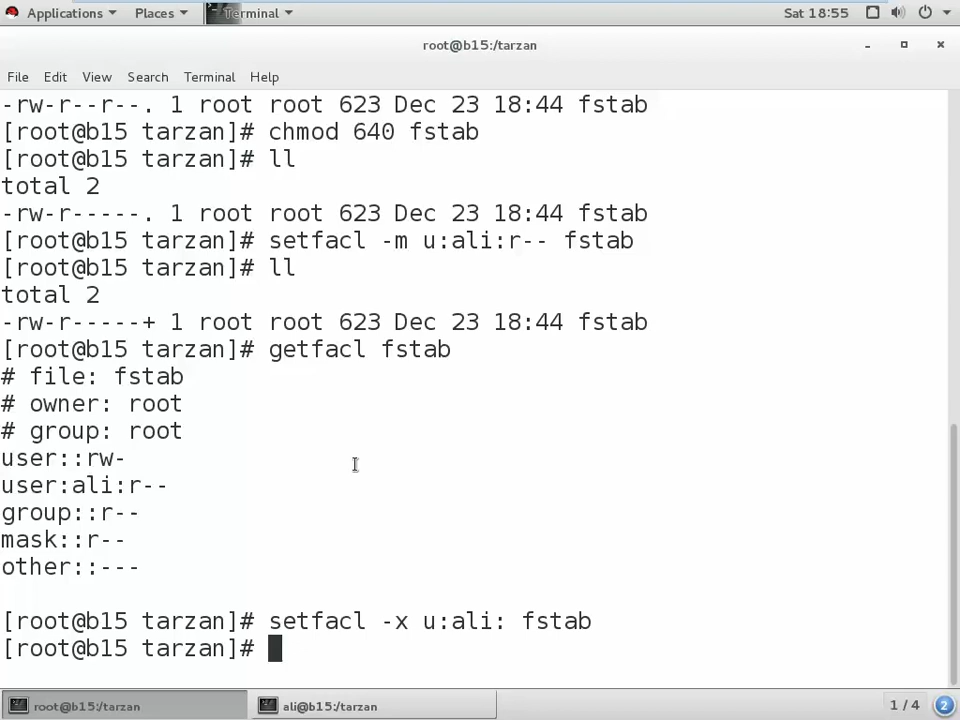 Applications Places Terminal Sat 18:55
root@b15:/tarzan
File Edit View Search Terminal Help
-rw-r--r--. 1 root root 623 Dec 23 18:44 fstab
[root@b15 tarzan]# chmod 640 fstab
[root@b15 tarzan]# ll
total 2
-rw-r-----. 1 root root 623 Dec 23 18:44 fstab
[root@b15 tarzan]# setfacl -m u:ali:r-- fstab
[root@b15 tarzan]# ll
total 2
-rw-r-----+ 1 root root 623 Dec 23 18:44 fstab
[root@b15 tarzan]# getfacl fstab
# file: fstab
# owner: root
# group: root
user::rw-
user:ali:r--
group::r--
mask::r--
other::---
[root@b15 tarzan]# setfacl -x u:ali: fstab
[root@b15 tarzan]#
root@b15:/tarzan ali@b15:/tarzan 1 / 4 2